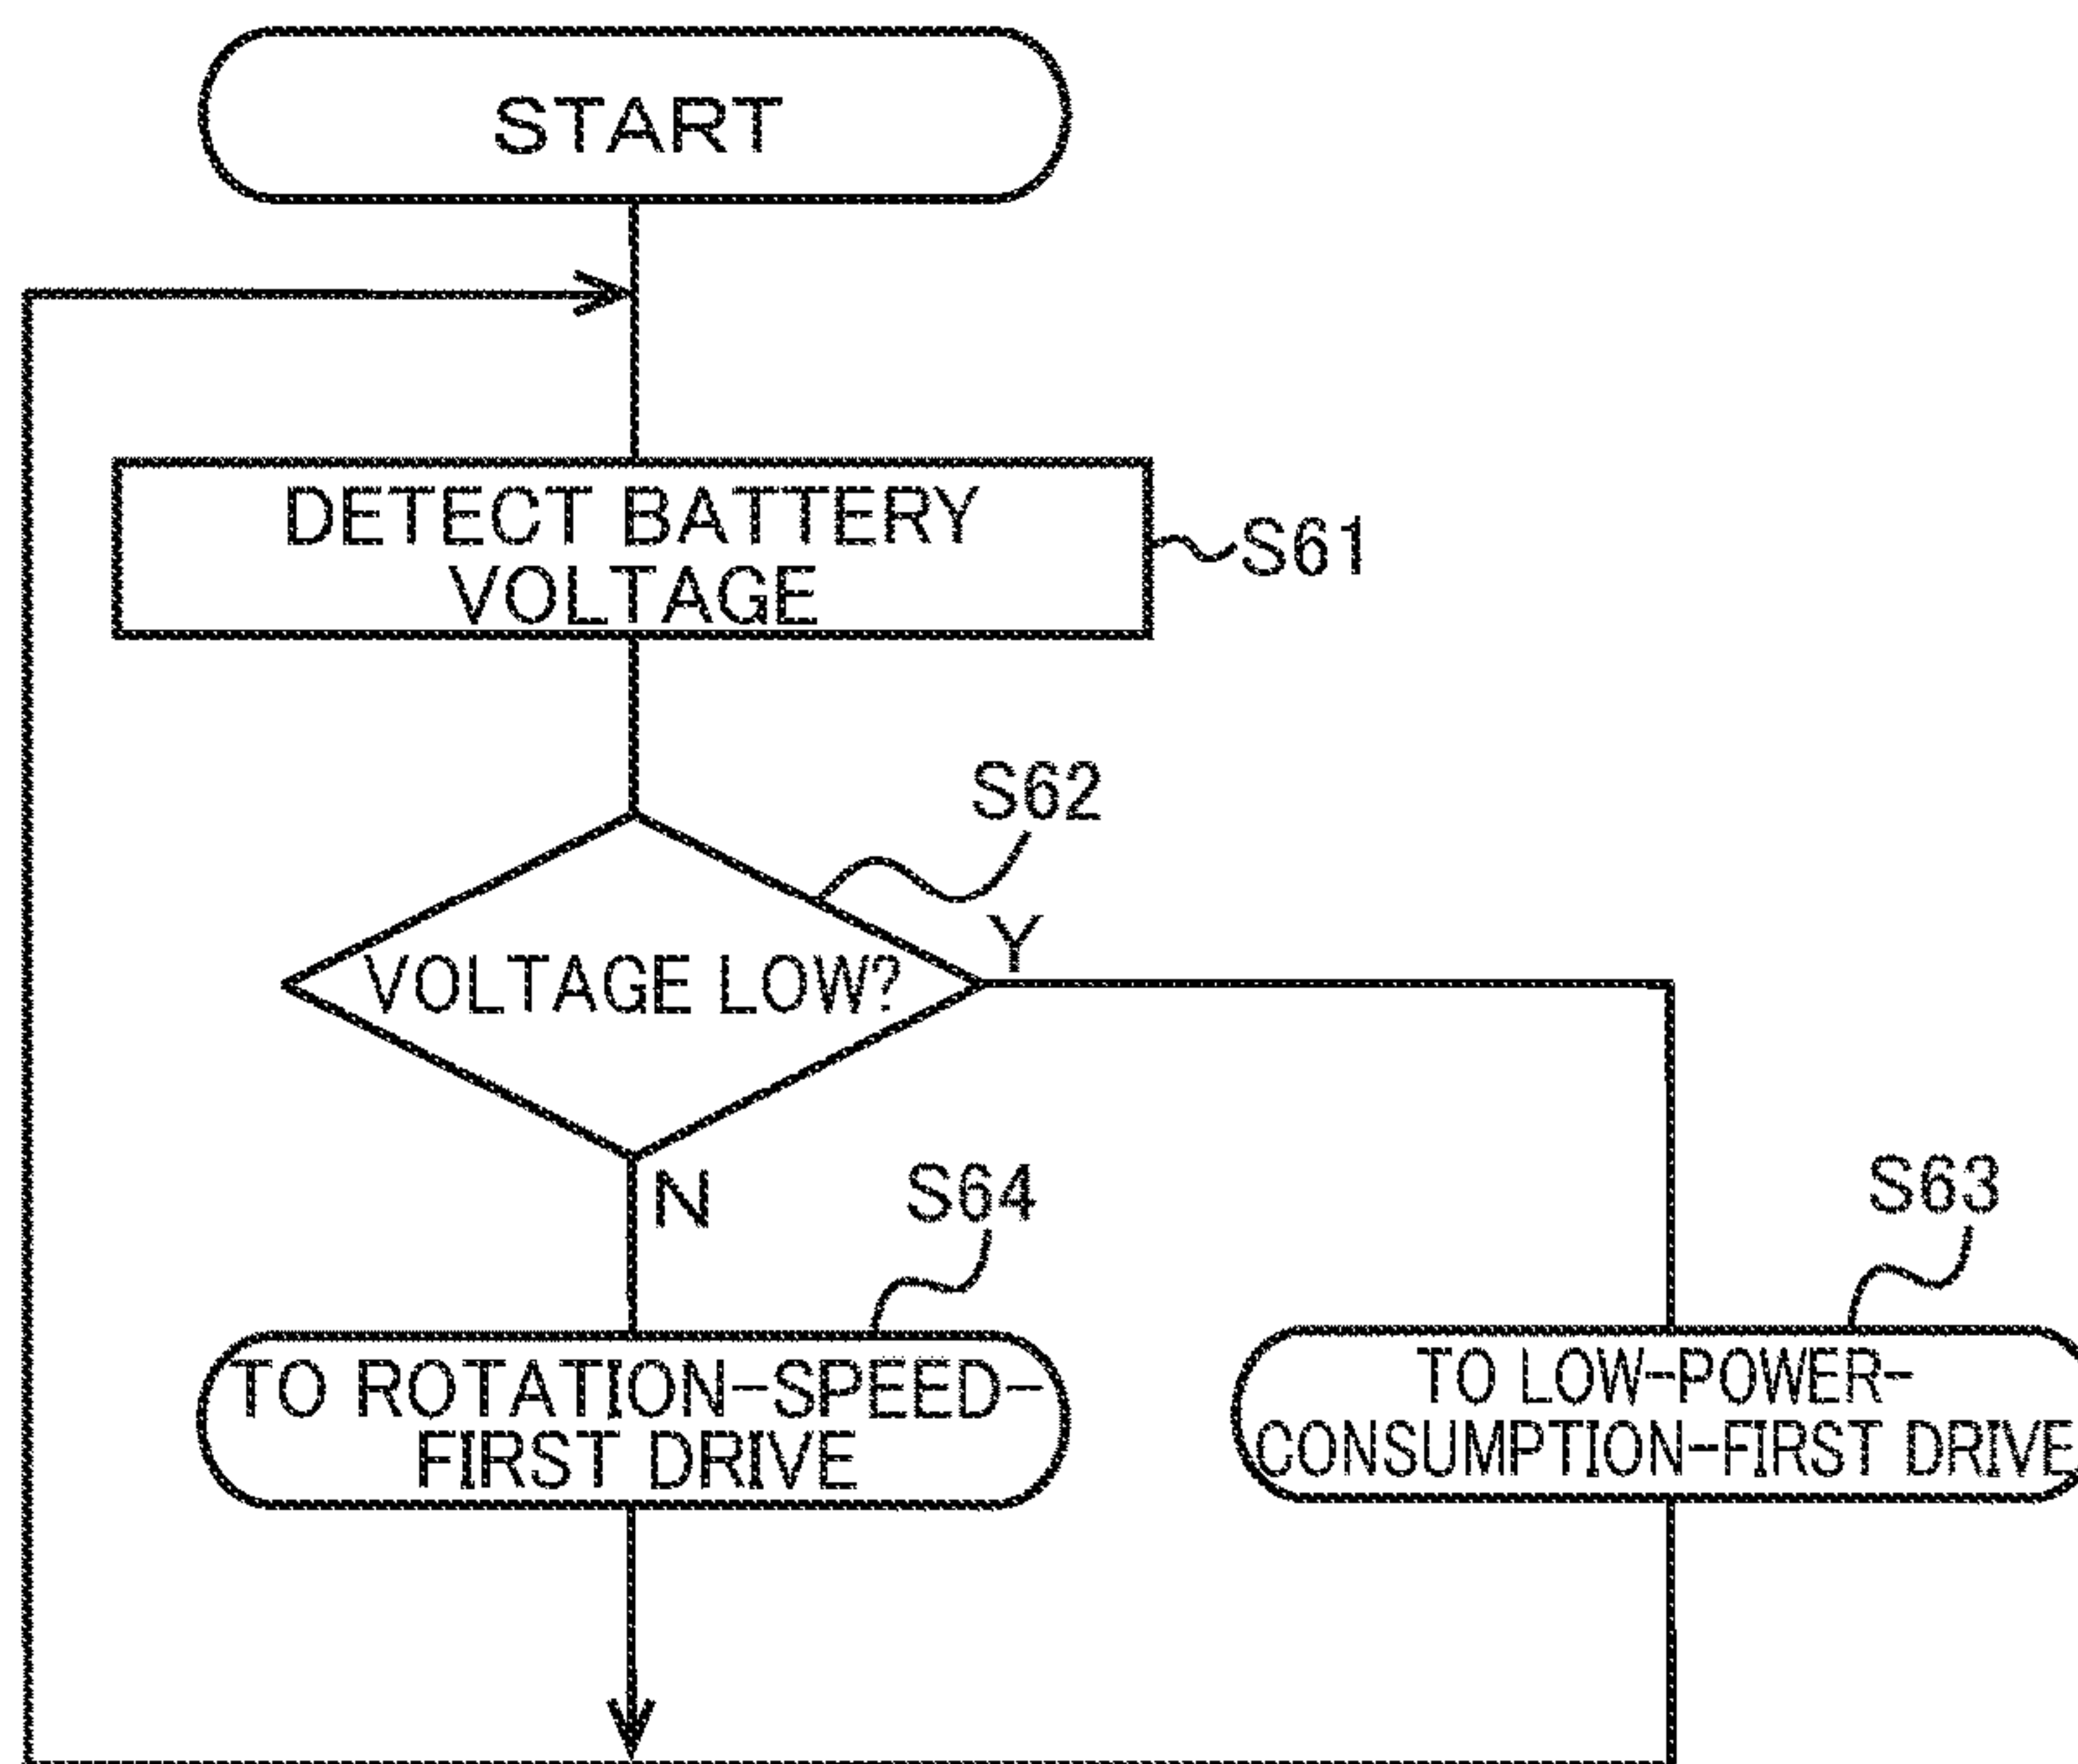 START
DETECT BATTERY
VOLTAGE
S61
S62
VOLTAGE LOW?
Y
N
S64
S63
TO ROTATION-SPEED-
FIRST DRIVE
TO LOW-POWER-
CONSUMPTION-FIRST DRIVE